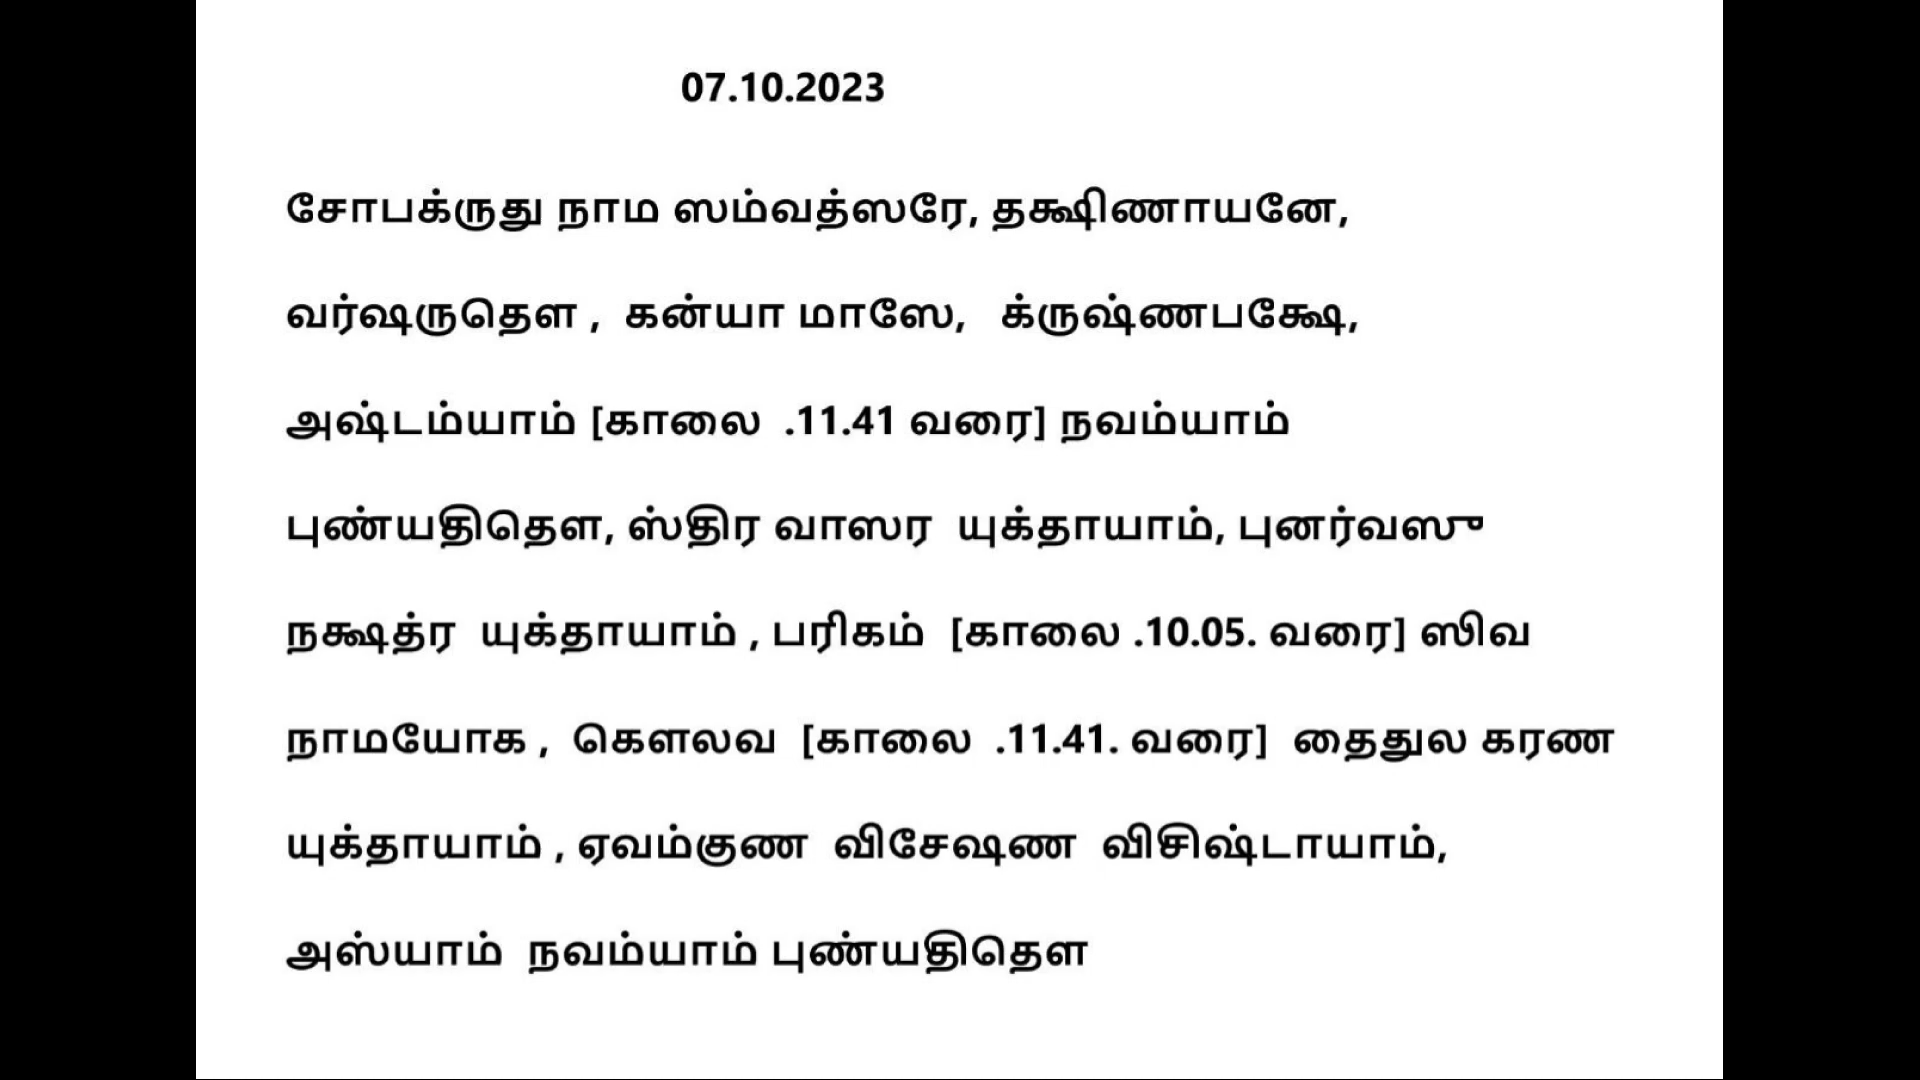 07.10.2023
சோபக்ருது நாம ஸம்வத்ஸரே, தக்ஷிணாயனே,
வர்ஷருதௌ , கன்யா மாஸே, க்ருஷ்ணபக்ஷே,
அஷ்டம்யாம் [காலை .11.41 வரை] நவம்யாம்
புண்யதிதௌ, ஸ்திர வாஸர யுக்தாயாம், புனர்வஸு
நக்ஷத்ர யுக்தாயாம் , பரிகம் [காலை .10.05. வரை] ஸிவ
நாமயோக , கௌலவ [காலை .11.41. வரை] தைதுல கரண
யுக்தாயாம் , ஏவம்குண விசேஷண விசிஷ்டாயாம்,
அஸ்யாம் நவம்யாம் புண்யதிதௌ